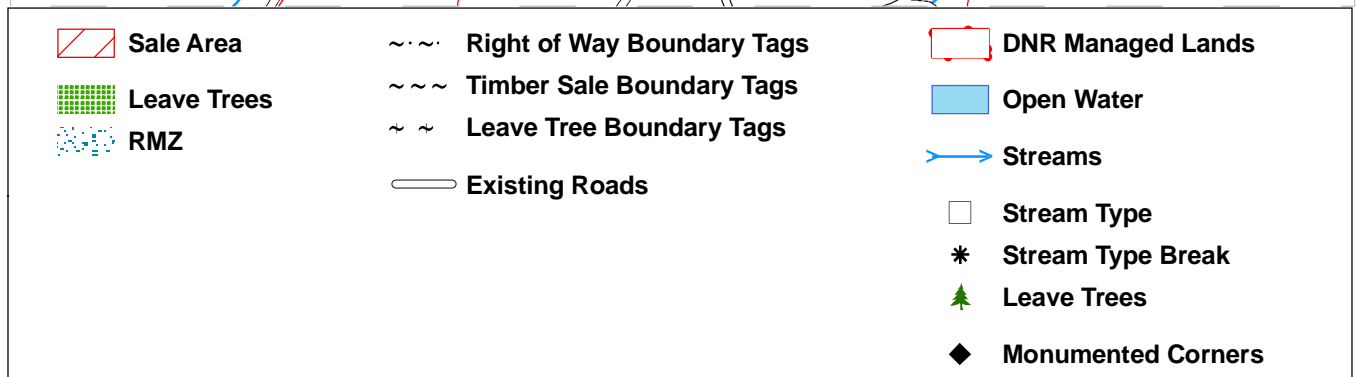 Sale Area
Leave Trees
RMZ
Right of Way Boundary Tags
Timber Sale Boundary Tags
Leave Tree Boundary Tags
Existing Roads
DNR Managed Lands
Open Water
Streams
Stream Type
Stream Type Break
Leave Trees
Monumented Corners